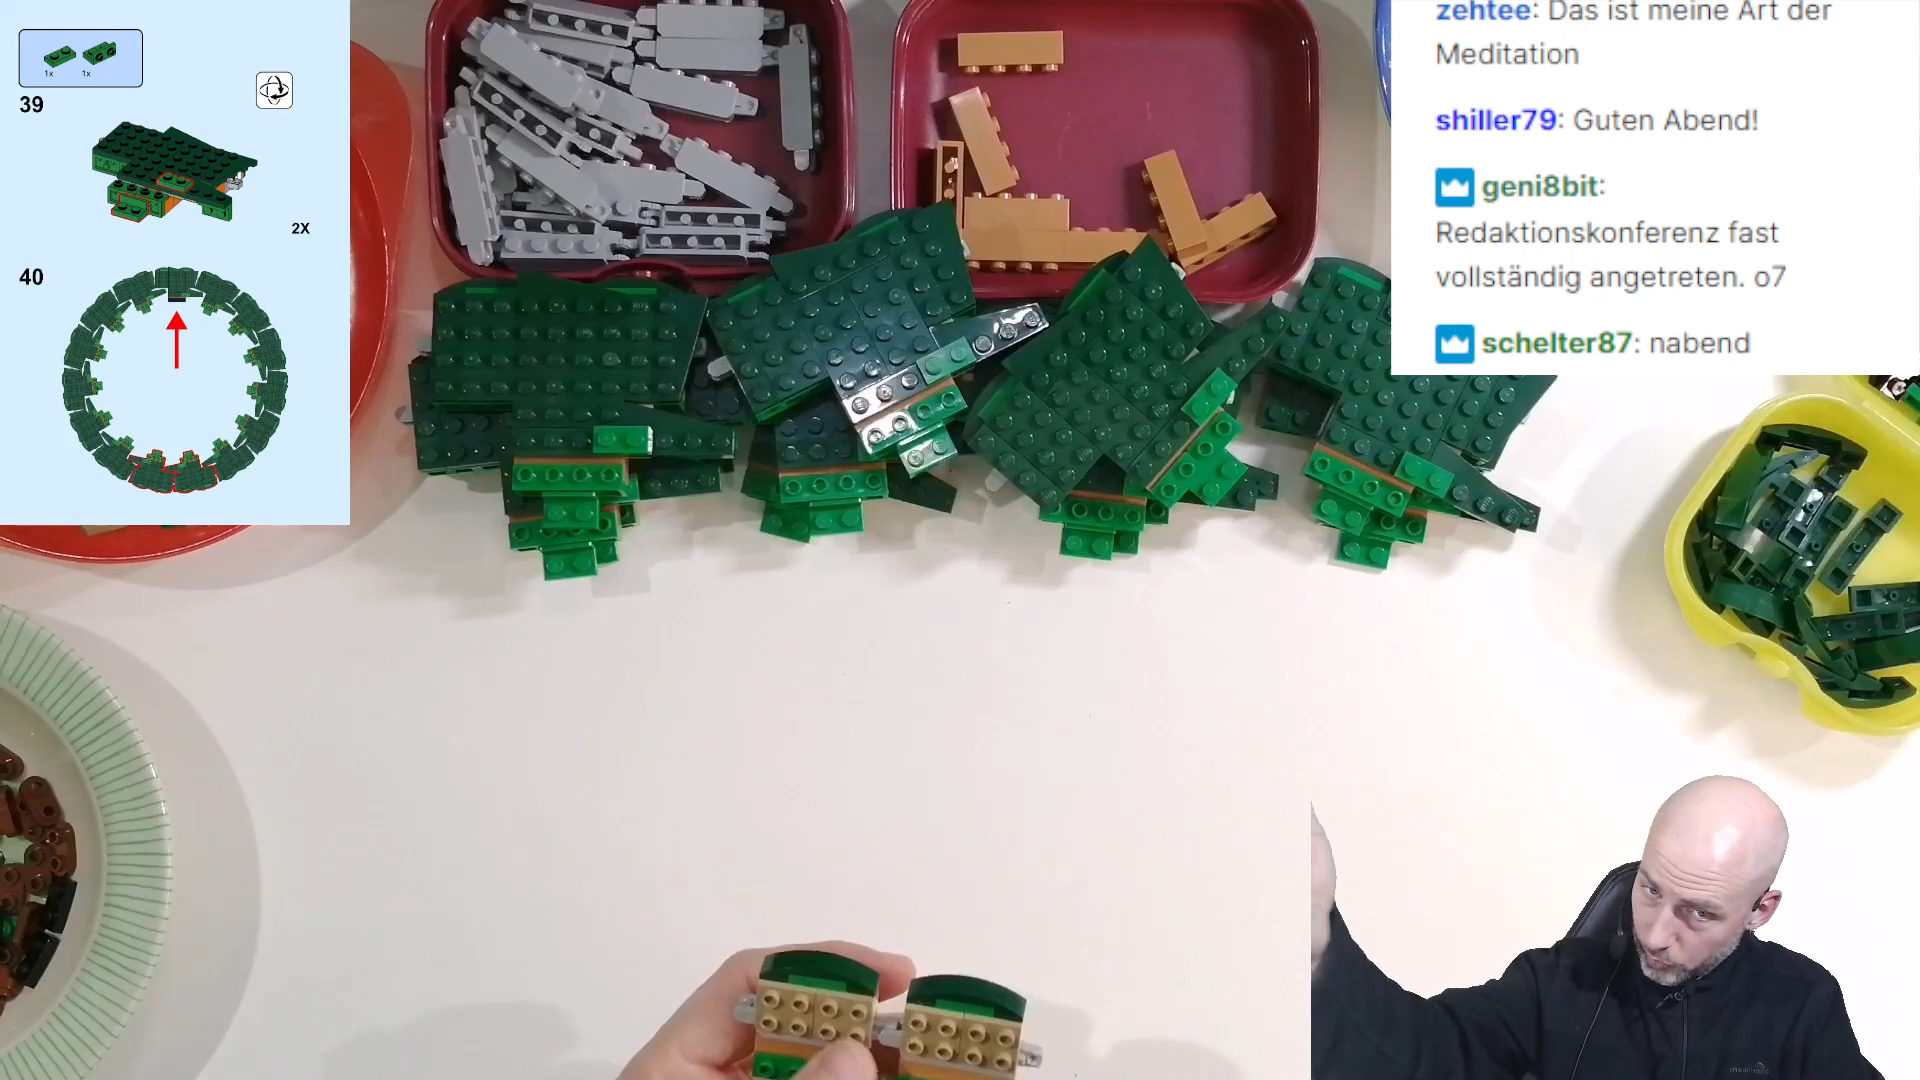 1x 1x
39
2X
40
zehtee: Das ist meine Art der
Meditation
shiller79: Guten Abend!
geni8bit:
Redaktionskonferenz fast
vollständig angetreten. o7
schelter87: nabend